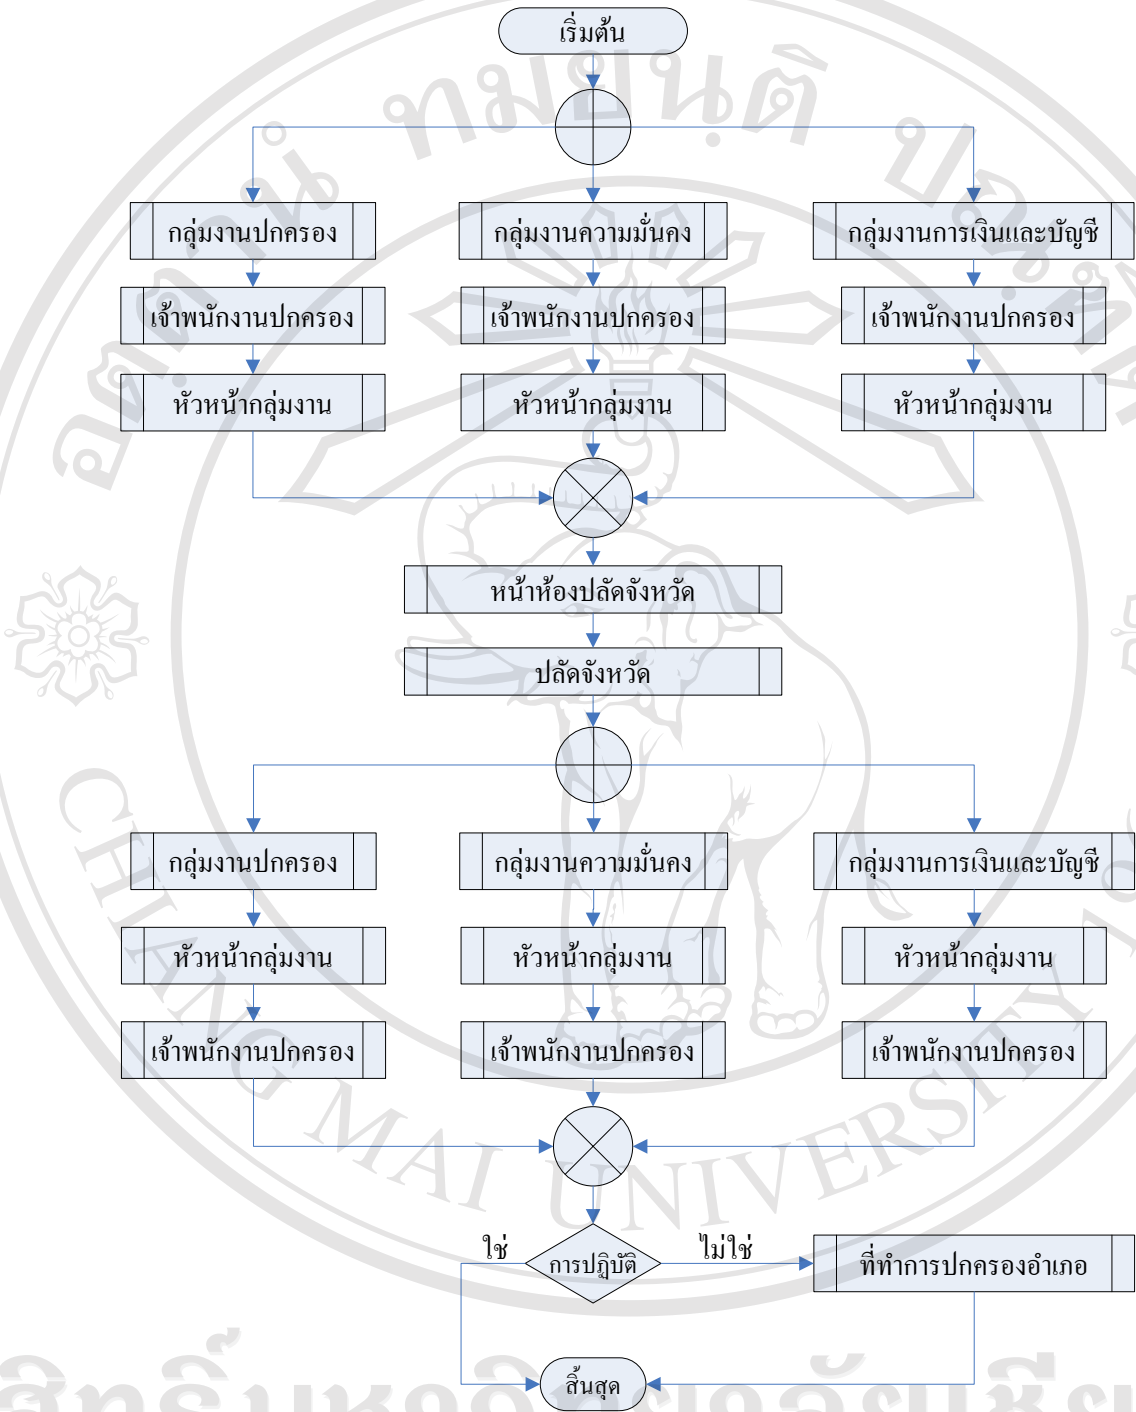 เริ่มต้น
กลุ่มงานปกครอง
กลุ่มงานความมั่นคง
กลุ่มงานการเงินและบัญชี
เจ้าพนักงานปกครอง
เจ้าพนักงานปกครอง
เจ้าพนักงานปกครอง
หัวหน้ากลุ่มงาน
หัวหน้ากลุ่มงาน
หัวหน้ากลุ่มงาน
หน้าห้องปลัดจังหวัด
ปลัดจังหวัด
กลุ่มงานปกครอง
กลุ่มงานความมั่นคง
กลุ่มงานการเงินและบัญชี
หัวหน้ากลุ่มงาน
หัวหน้ากลุ่มงาน
หัวหน้ากลุ่มงาน
เจ้าพนักงานปกครอง
เจ้าพนักงานปกครอง
เจ้าพนักงานปกครอง
ใช่
การปฏิบัติ
ไม่ใช่
ที่ทำการปกครองอำเภอ
สิ้นสุด
CHIANG MAI UNIVERSITY